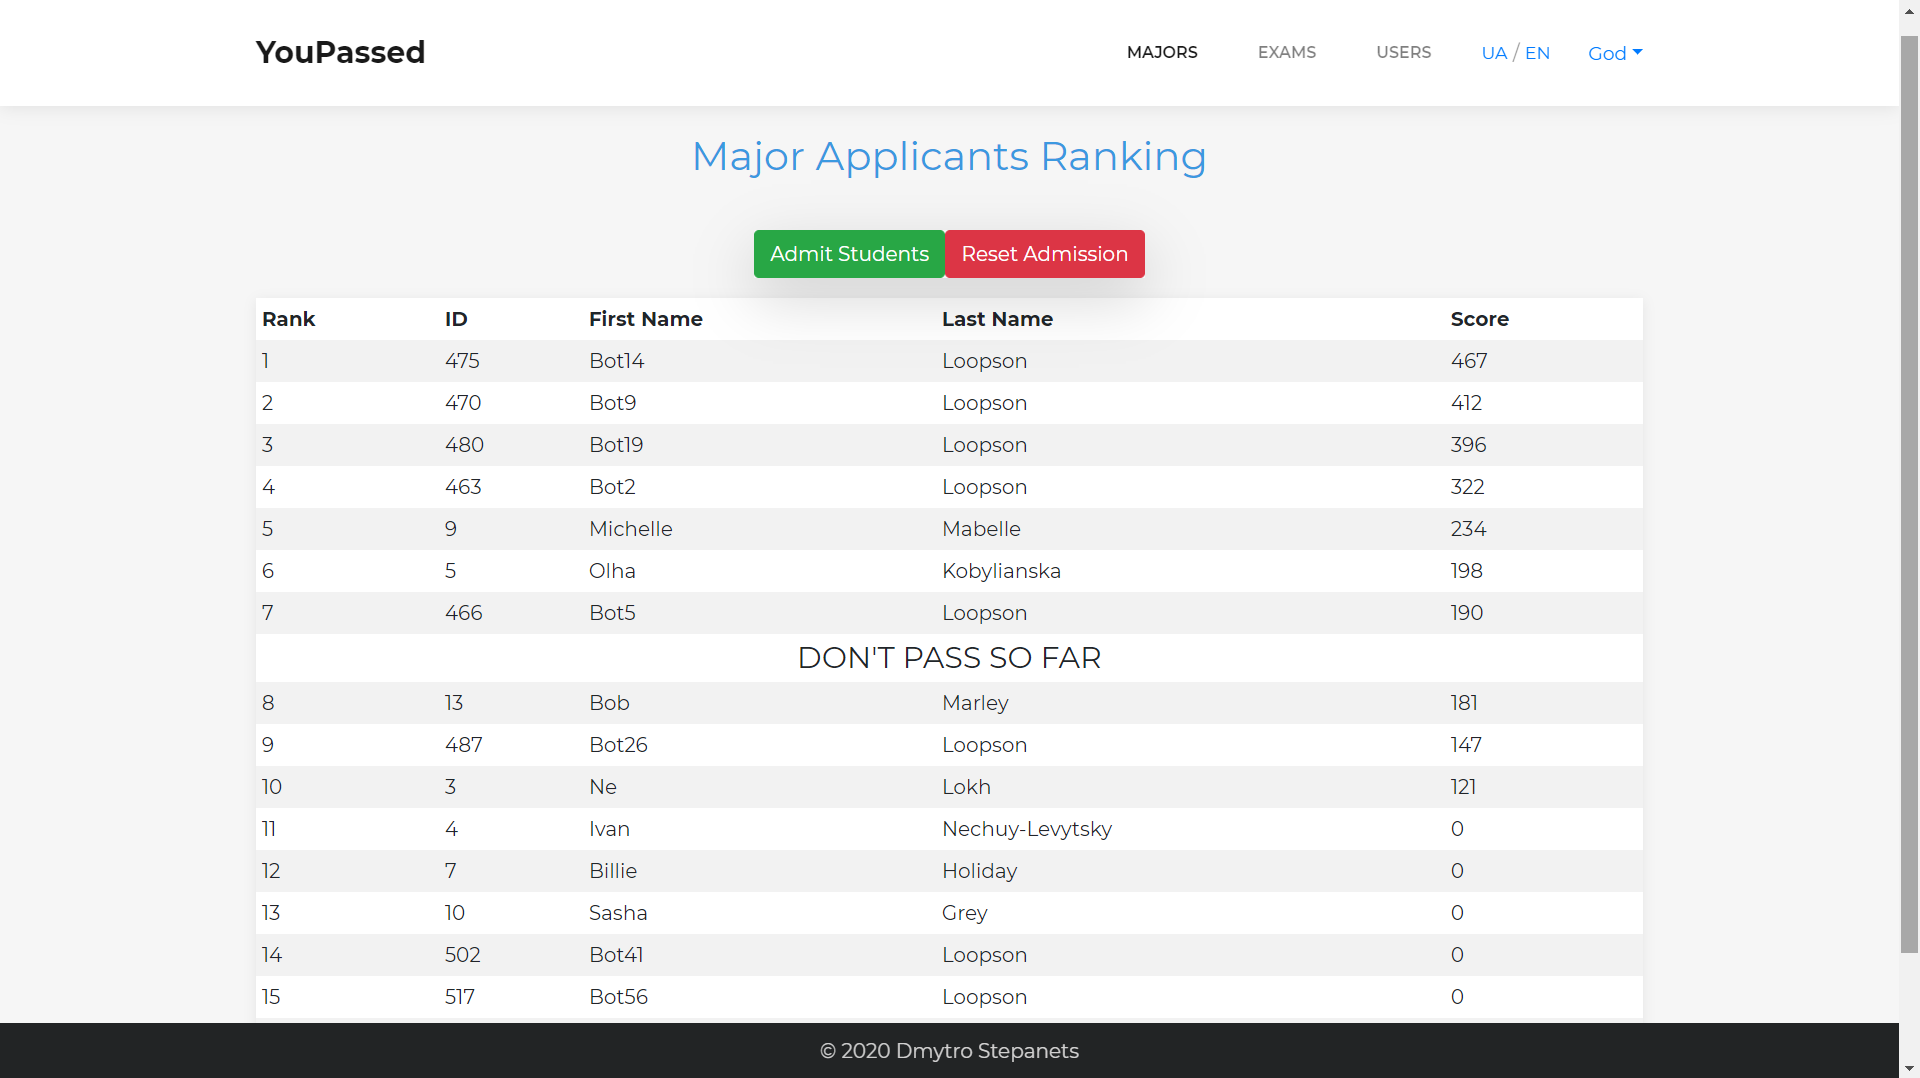 YouPassed MAJORS EXAMS USERS UA / EN God
Major Applicants Ranking
Admit Students Reset Admission
Rank ID First Name Last Name Score
1 475 Bot14 Loopson 467
2 470 Bot9 Loopson 412
3 480 Bot19 Loopson 396
4 463 Bot2 Loopson 322
5 9 Michelle Mabelle 234
6 5 Olha Kobylianska 198
7 466 Bot5 Loopson 190
DON'T PASS SO FAR
8 13 Bob Marley 181
9 487 Bot26 Loopson 147
10 3 Ne Lokh 121
11 4 Ivan Nechuy-Levytsky 0
12 7 Billie Holiday 0
13 10 Sasha Grey 0
14 502 Bot41 Loopson 0
15 517 Bot56 Loopson 0
© 2020 Dmytro Stepanets